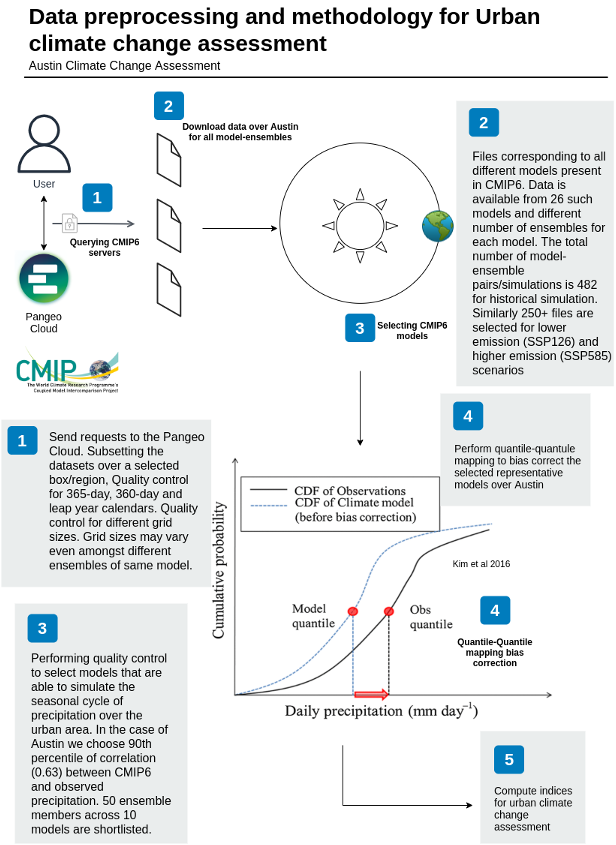 Data preprocessing and methodology for Urban
climate change assessment
Austin Climate Change Assessment
2
Download data over Austin
for all model-ensembles
User
1
Querying CMIP6
servers
Pangeo
Cloud
CMIP
The World Climate Research Programme's
Coupled Model Intercomparison Project
3
Selecting CMIP6
models
2
Files corresponding to all
different models present
in CMIP6. Data is
available from 26 such
models and different
number of ensembles for
each model. The total
number of model-
ensemble
pairs/simulations is 482
for historical simulation.
Similarly 250+ files are
selected for lower
emission (SSP126) and
higher emission (SSP585)
scenarios
1
Send requests to the Pangeo
Cloud. Subsetting the
datasets over a selected
box/region, Quality control
for 365-day, 360-day and
leap year calendars. Quality
control for different grid
sizes. Grid sizes may vary
even amongst different
ensembles of same model.
4
Perform quantile-quantule
mapping to bias correct the
selected representative
models over Austin
CDF of Observations
CDF of Climate model
(before bias correction)
Cumulative probability
Kim et al 2016
Model
quantile
Obs
quantile
4
Quantile-Quantile
mapping bias
correction
Daily precipitation (mm day⁻¹)
3
Performing quality control
to select models that are
able to simulate the
seasonal cycle of
precipitation over the
urban area. In the case of
Austin we choose 90th
percentile of correlation
(0.63) between CMIP6
and observed
precipitation. 50 ensemble
members across 10
models are shortlisted.
5
Compute indices
for urban climate
change
assessment